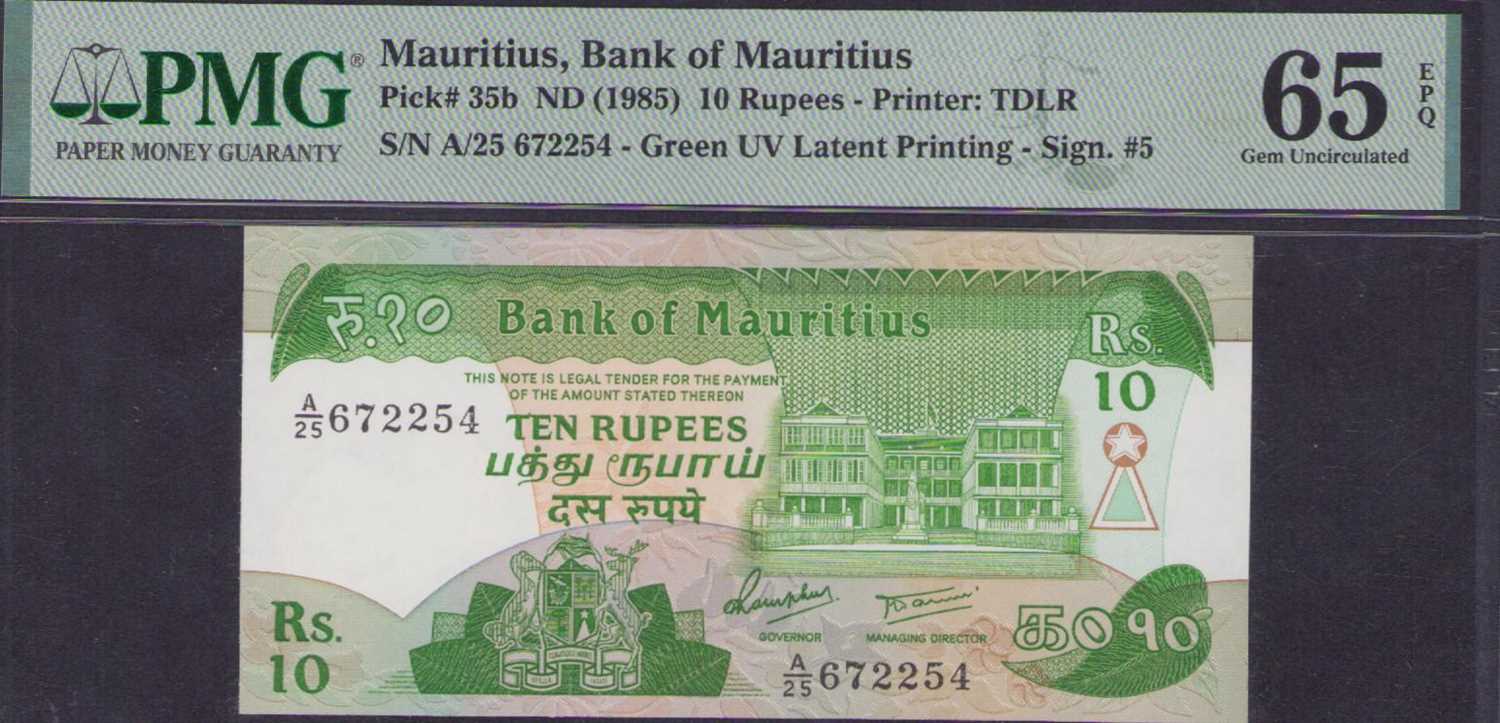 PMG®
PAPER MONEY GUARANTY
Mauritius, Bank of Mauritius
Pick# 35b ND (1985) 10 Rupees - Printer: TDLR
S/N A/25 672254 - Green UV Latent Printing - Sign. #5
65 EPQ
Gem Uncirculated
रु.१०
Bank of Mauritius
Rs.
10
THIS NOTE IS LEGAL TENDER FOR THE PAYMENT
OF THE AMOUNT STATED THEREON
A/25 672254
TEN RUPEES
பத்து ரூபாய்
दस रुपये
Rs.
10
GOVERNOR
MANAGING DIRECTOR
A/25 672254